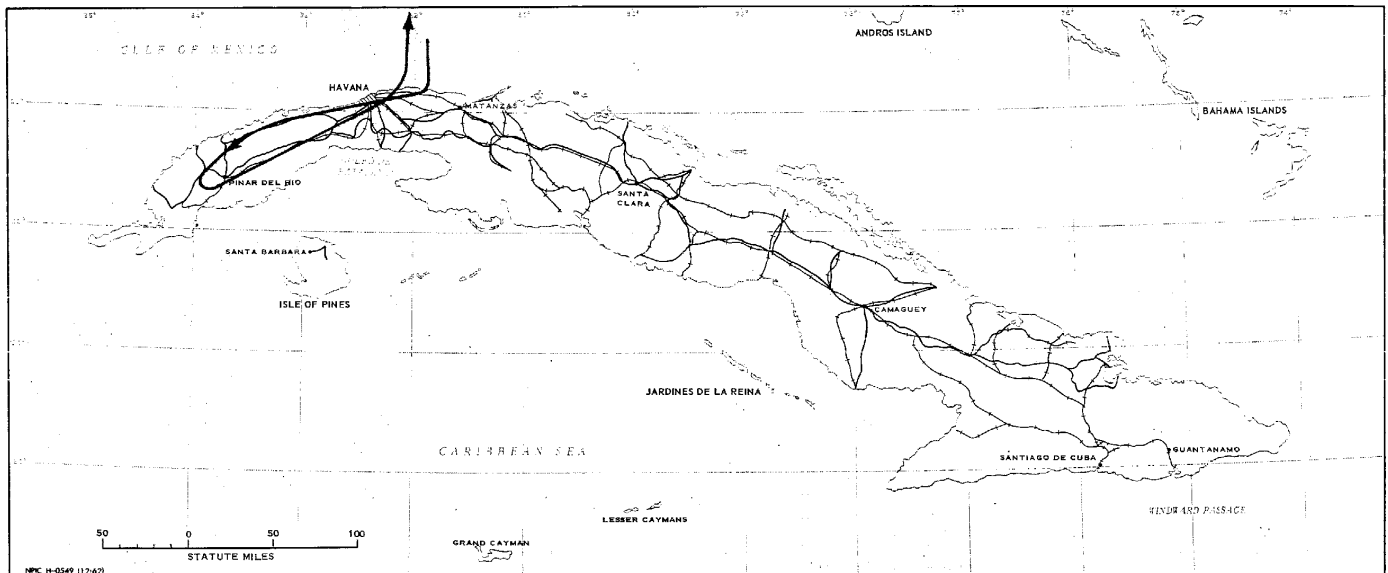 85° 84°
ANDROS ISLAND
GULF OF MEXICO
HAVANA
MATANZAS
BAHAMA ISLANDS
PINAR DEL RIO
SANTA
CLARA
SANTA BARBARA
ISLE OF PINES
CAMAGUEY
JARDINES DE LA REINA
CARIBBEAN SEA
SANTIAGO DE CUBA
GUANTANAMO
WINDWARD PASSAGE
LESSER CAYMANS
GRAND CAYMAN
50 0 50 100
STATUTE MILES
NPIC H-0549 (12-62)